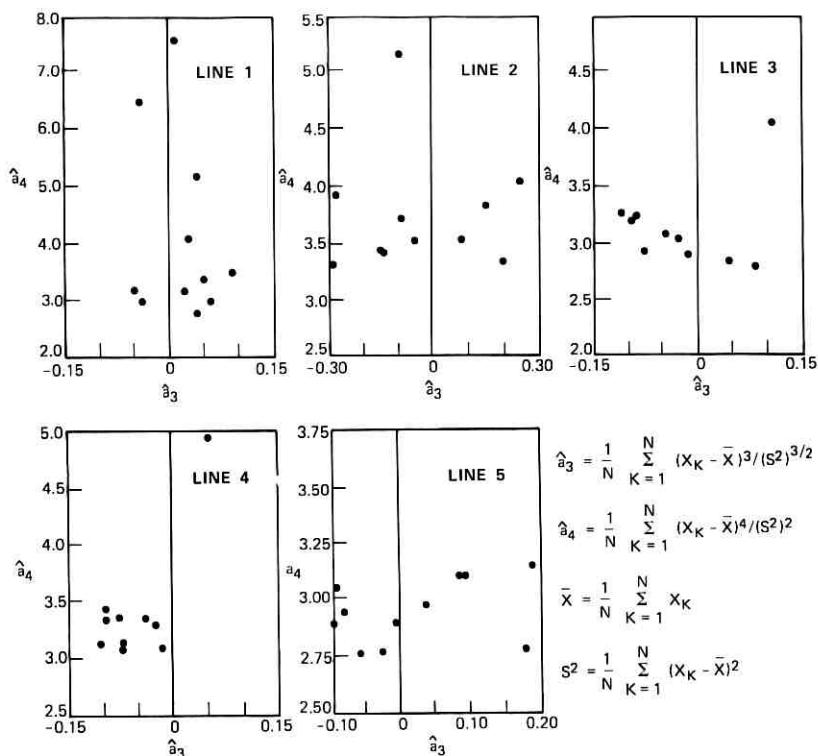 LINE 1
8.0
7.0
6.0
5.0
4.0
3.0
2.0
â4
-0.15 0 0.15
â3
LINE 2
5.5
5.0
4.5
4.0
3.5
3.0
2.5
â4
-0.30 0 0.30
â3
LINE 3
4.5
4.0
3.5
3.0
2.5
2.0
â4
-0.15 0 0.15
â3
LINE 4
5.0
4.5
4.0
3.5
3.0
2.5
â4
-0.15 0 0.15
â3
LINE 5
3.75
3.50
3.25
3.10
2.75
2.50
a4
-0.10 0 0.10 0.20
â3
â3 = 1/N Σ K = 1 N (XK - X̄)3/(S2)3/2
â4 = 1/N Σ K = 1 N (XK - X̄)4/(S2)2
X̄ = 1/N Σ K = 1 N XK
S2 = 1/N Σ K = 1 N (XK - X̄)2